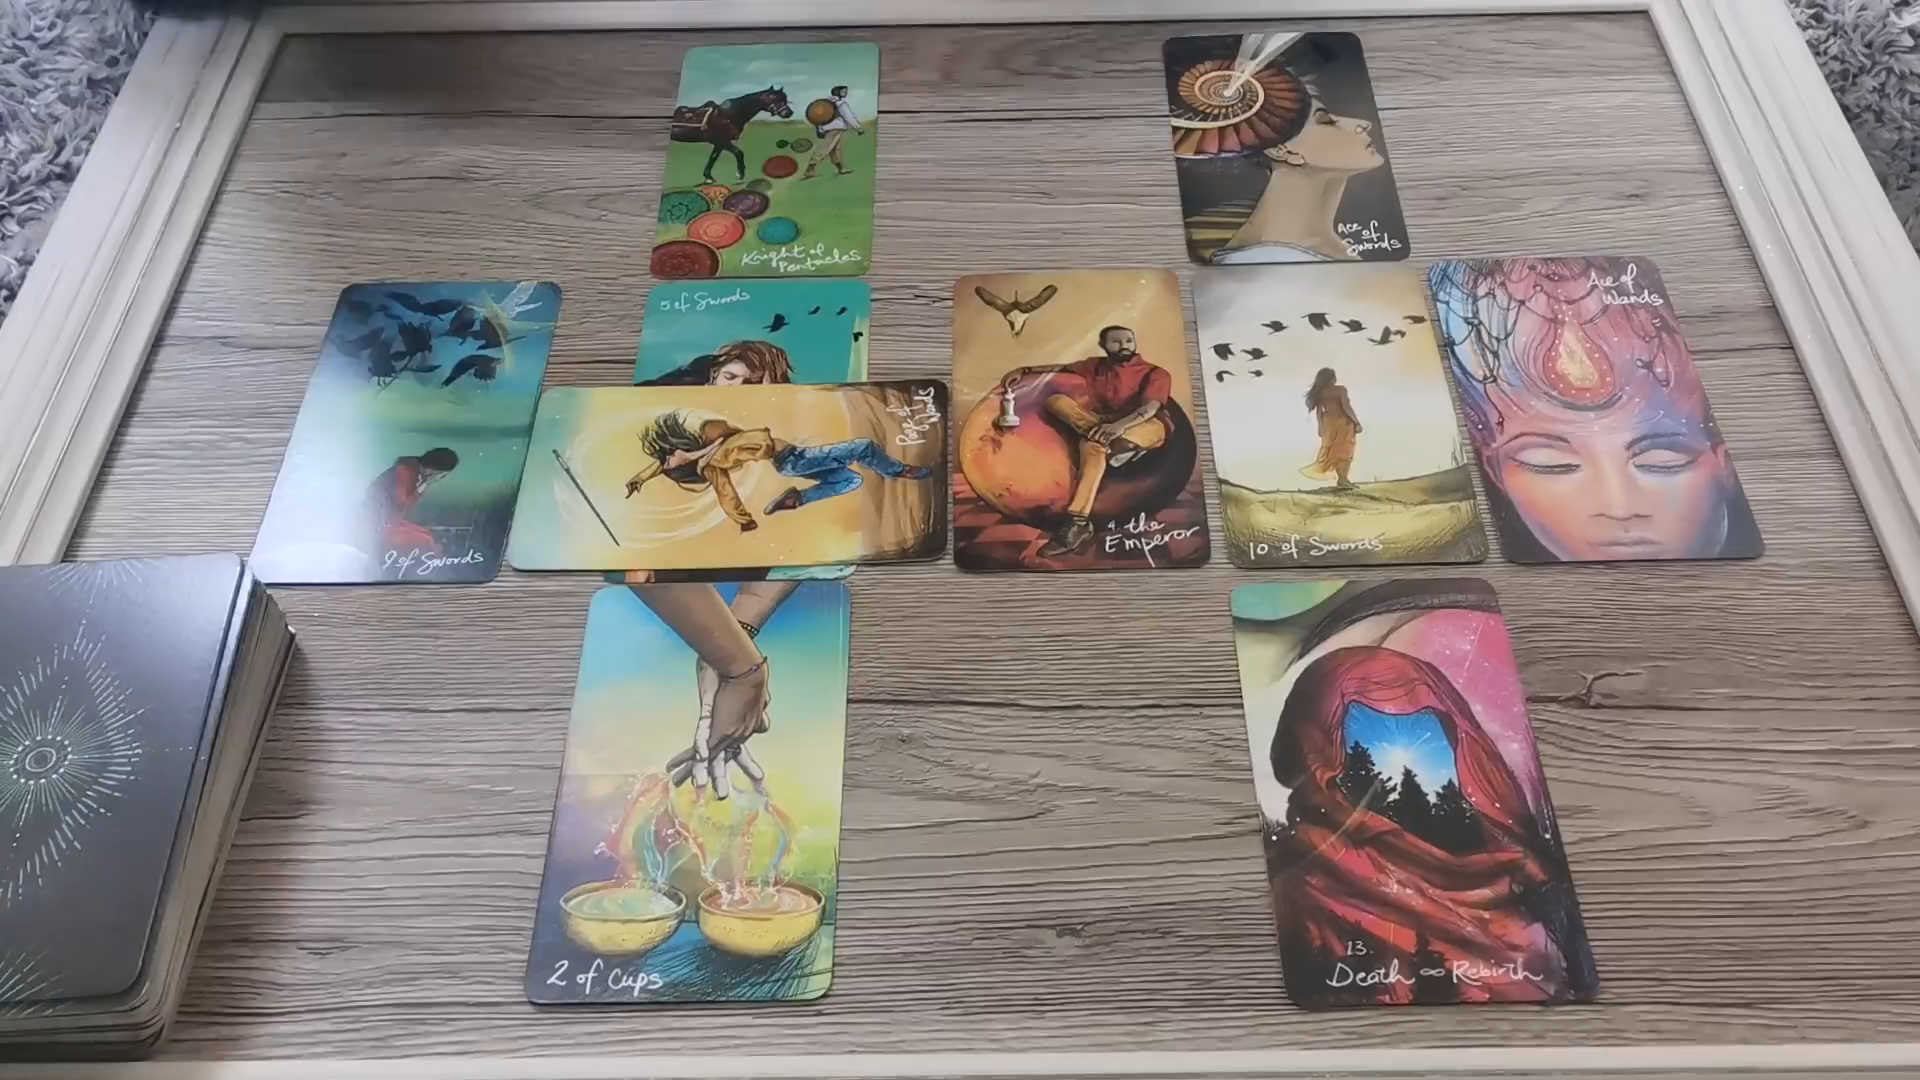 Knight of
Pentacles
Ace of
Swords
9 of Swords
5 of Swords
Page of
Wands
4. the
Emperor
10 of Swords
Ace of
Wands
2 of Cups
13.
Death ∞ Rebirth